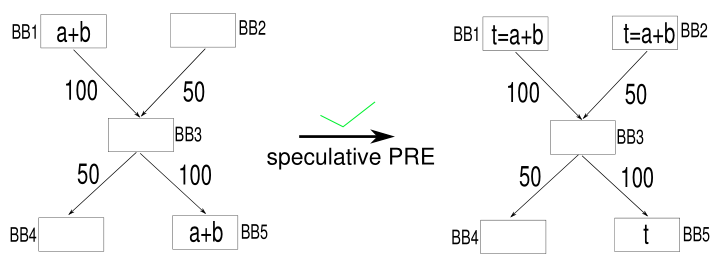 BB1 a+b BB2
100 50
BB3
50 100
BB4 a+b BB5
speculative PRE
BB1 t=a+b t=a+b BB2
100 50
BB3
50 100
BB4 t BB5